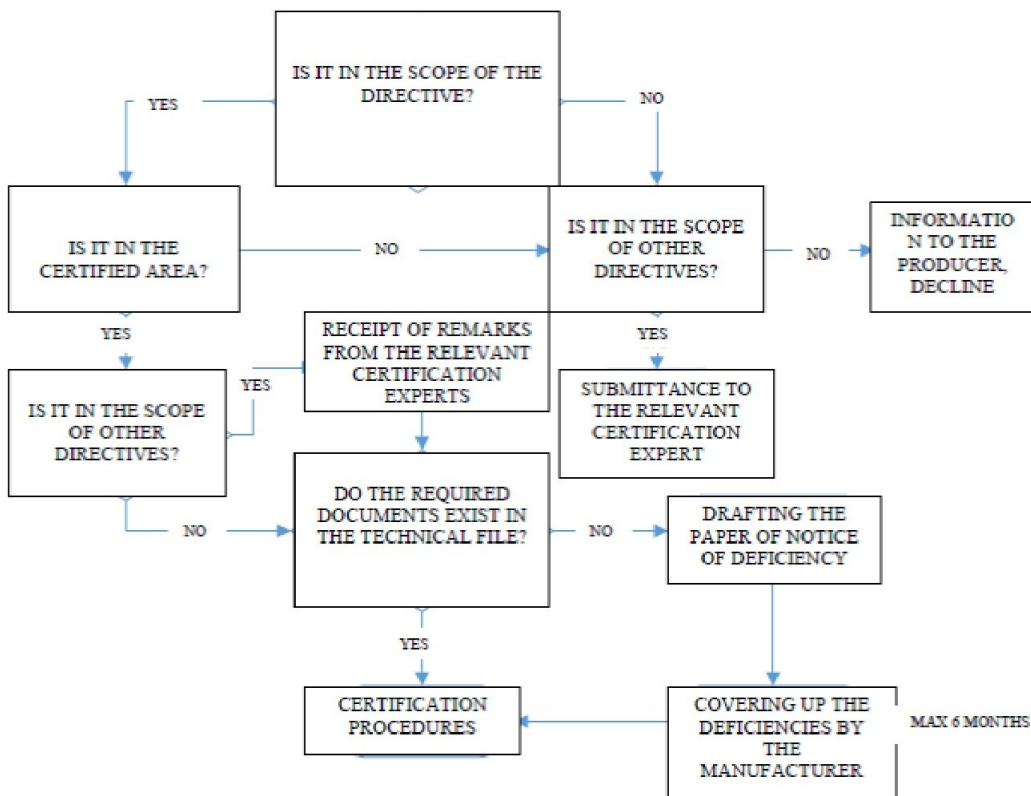 IS IT IN THE SCOPE OF THE
DIRECTIVE?
YES
NO
IS IT IN THE
CERTIFIED AREA?
NO
IS IT IN THE SCOPE
OF OTHER
DIRECTIVES?
NO
INFORMATIO
N TO THE
PRODUCER,
DECLINE
YES
RECEIPT OF REMARKS
FROM THE RELEVANT
CERTIFICATION
EXPERTS
YES
YES
IS IT IN THE SCOPE
OF OTHER
DIRECTIVES?
SUBMITTANCE TO
THE RELEVANT
CERTIFICATION
EXPERT
DO THE REQUIRED
DOCUMENTS EXIST IN
THE TECHNICAL FILE?
NO
NO
DRAFTING THE
PAPER OF NOTICE
OF DEFICIENCY
YES
CERTIFICATION
PROCEDURES
COVERING UP THE
DEFICIENCIES BY
THE
MANUFACTURER
MAX 6 MONTHS